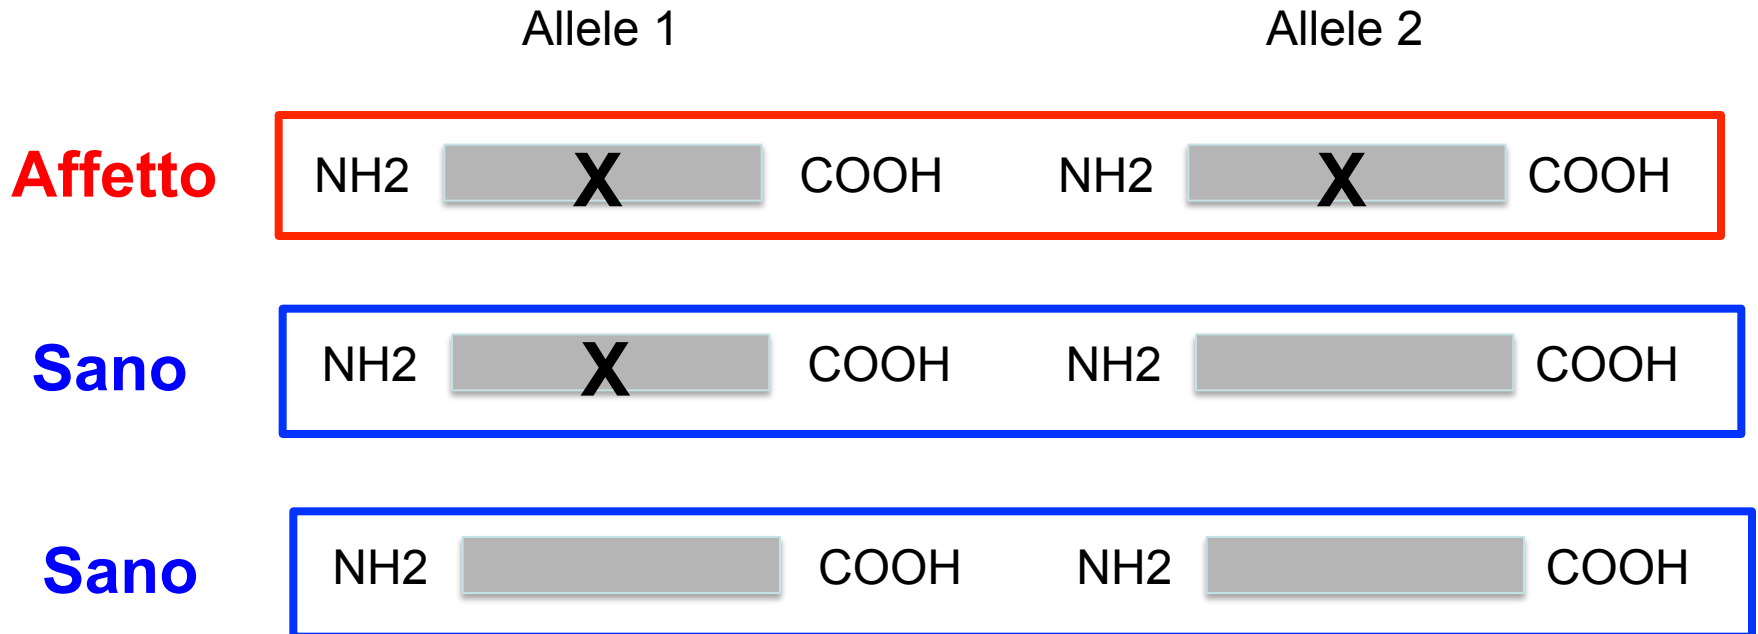 Allele 1 Allele 2
Affetto NH2 X COOH NH2 X COOH
Sano NH2 X COOH NH2 COOH
Sano NH2 COOH NH2 COOH